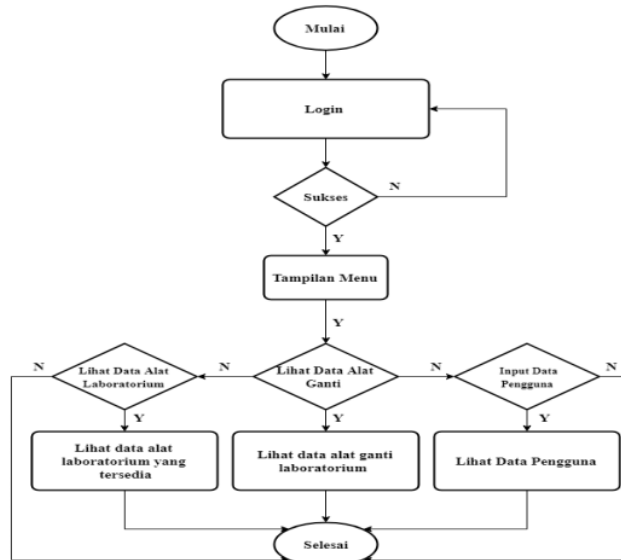 Mulai
Login
N
Sukses
Y
Tampilan Menu
Y
N
Lihat Data Alat
Laboratorium
N
Lihat Data Alat
Ganti
N
Input Data
Pengguna
N
Y
Y
Y
Lihat data alat
laboratorium yang
tersedia
Lihat data alat ganti
laboratorium
Lihat Data Pengguna
Selesai